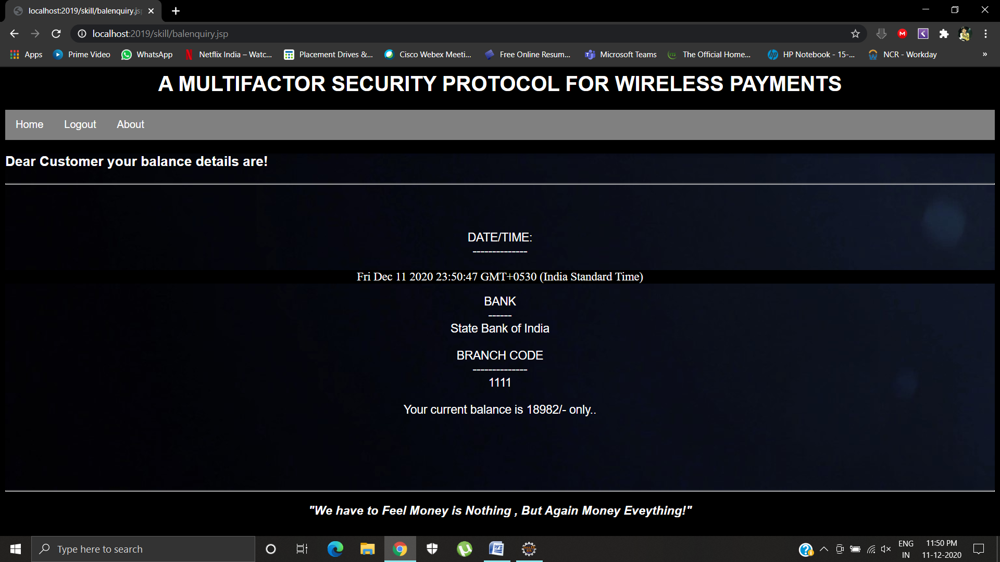 localhost:2019/skill/balenquiry.js
localhost:2019/skill/balenquiry.jsp
Apps Prime Video WhatsApp Netflix India – Watc... Placement Drives &... Cisco Webex Meeti... Free Online Resum... Microsoft Teams The Official Home... HP Notebook - 15-... NCR - Workday »
A MULTIFACTOR SECURITY PROTOCOL FOR WIRELESS PAYMENTS
Home Logout About
Dear Customer your balance details are!
DATE/TIME:
--------------
Fri Dec 11 2020 23:50:47 GMT+0530 (India Standard Time)
BANK
------
State Bank of India
BRANCH CODE
--------------
1111
Your current balance is 18982/- only..
"We have to Feel Money is Nothing , But Again Money Eveything!"
Type here to search
ENG
IN
11:50 PM
11-12-2020